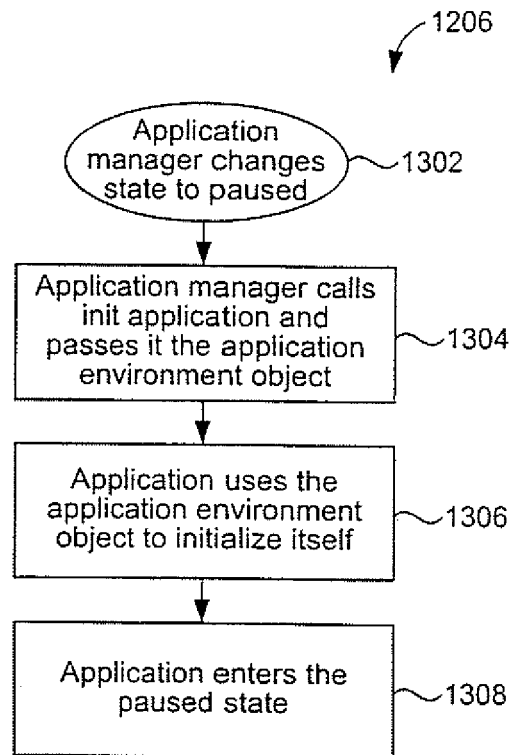 1206
Application
manager changes
state to paused
1302
Application manager calls
init application and
passes it the application
environment object
1304
Application uses the
application environment
object to initialize itself
1306
Application enters the
paused state
1308